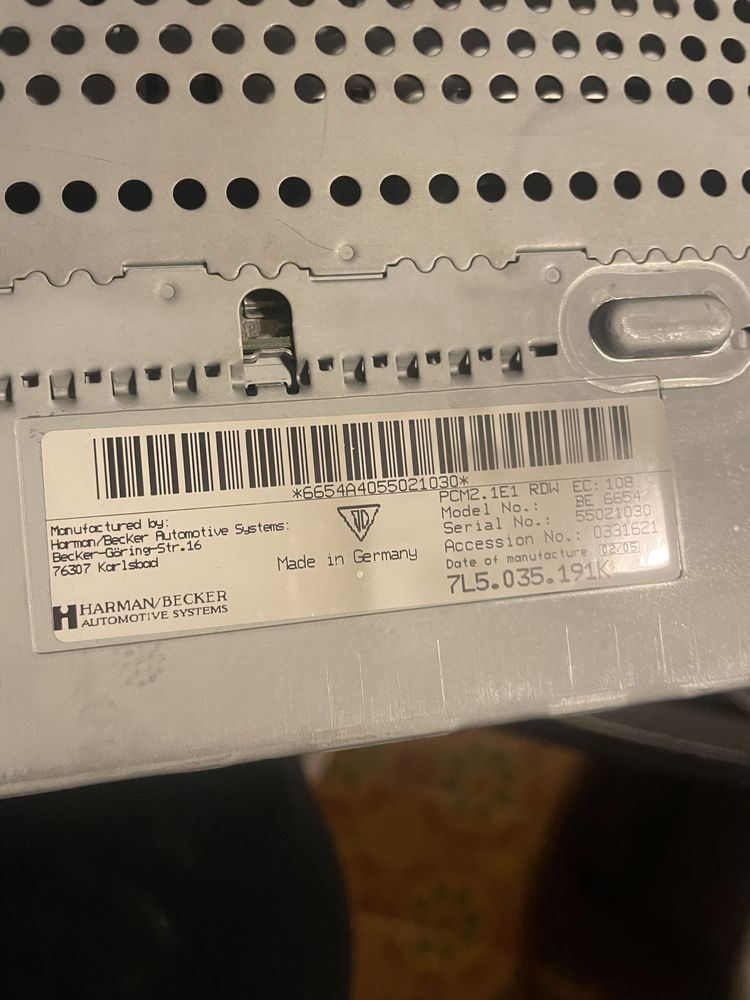 *6654A4055021030*
Manufactured by:
Harman/Becker Automotive Systems:
Becker-Göring-Str.16
76307 Karlsbad
HARMAN/BECKER
AUTOMOTIVE SYSTEMS
Made in Germany
PCM2.1E1 RDW EC: 108
Model No.: BE 6654
Serial No.: 55021030
Accession No.: 0331621
Date of manufacture 02/05
7L5.035.191K